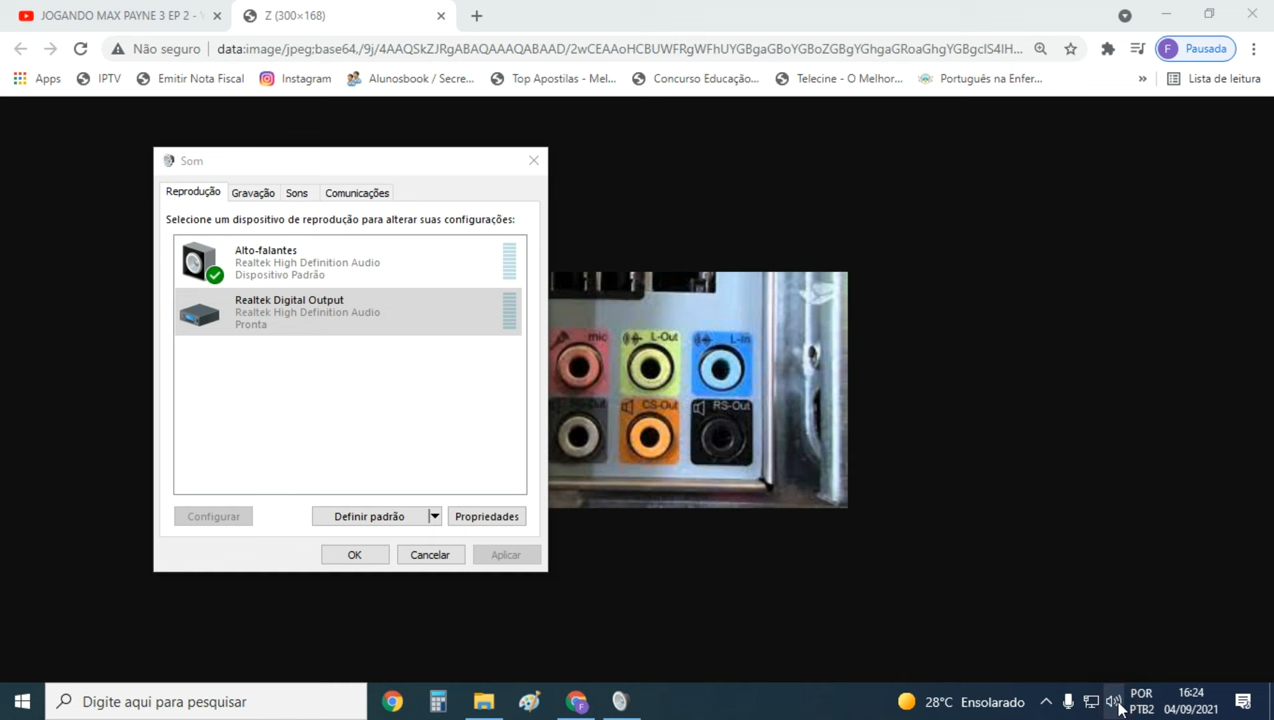 JOGANDO MAX PAYNE 3 EP 2 - Y
Z (300×168)
Não seguro
data:image/jpeg;base64,/9j/4AAQSkZJRgABAQAAAQABAAD/2wCEAAoHCBUWFRgWFhUYGBgaGBoYGBoZGBgYGhgaGRoaGhgYGBgcIS4lH...
F
Pausada
Apps
IPTV
Emitir Nota Fiscal
Instagram
Alunosbook / Secre...
Top Apostilas - Mel...
Concurso Educação...
Telecine - O Melhor...
Português na Enfer...
»
Lista de leitura
Som
Reprodução
Gravação
Sons
Comunicações
Selecione um dispositivo de reprodução para alterar suas configurações:
Alto-falantes
Realtek High Definition Audio
Dispositivo Padrão
Realtek Digital Output
Realtek High Definition Audio
Pronta
Configurar
Definir padrão
Propriedades
OK
Cancelar
Aplicar
mic
L-Out
L-In
CS-Out
RS-Out
Digite aqui para pesquisar
28°C Ensolarado
POR
PTB2
16:24
04/09/2021